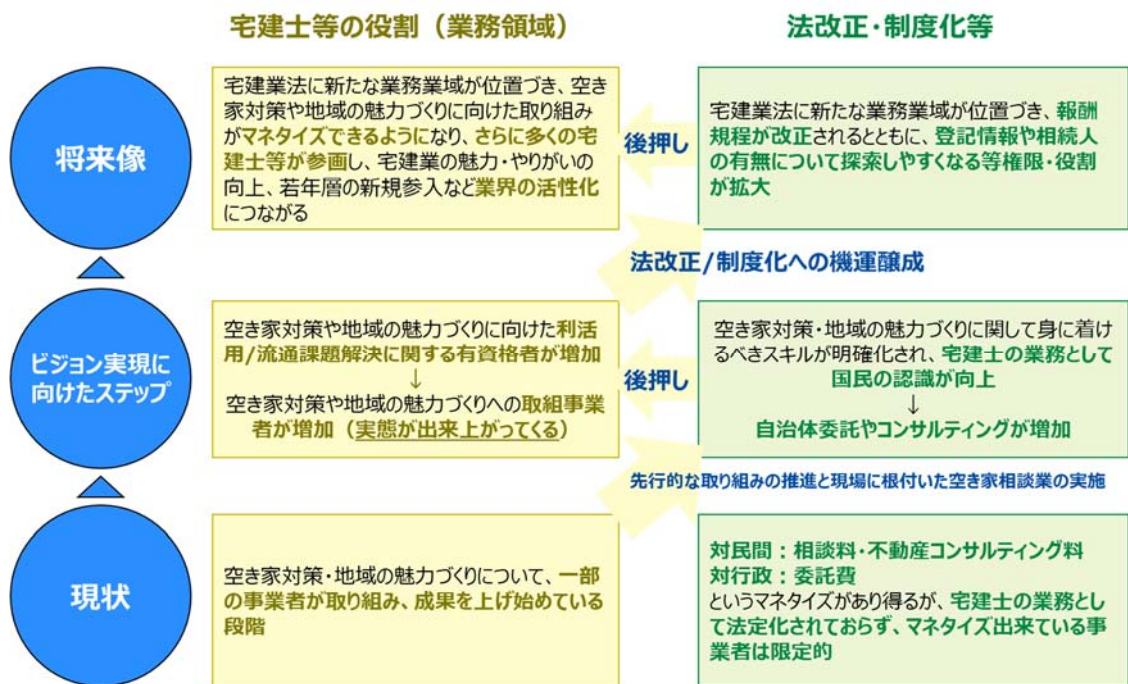 宅建士等の役割（業務領域）
法改正・制度化等
将来像
宅建業法に新たな業務業域が位置づき、空き
家対策や地域の魅力づくりに向けた取り組み
がマネタイズできるようになり、さらに多くの宅
建士等が参画し、宅建業の魅力・やりがいの
向上、若年層の新規参入など業界の活性化
につながる
後押し
宅建業法に新たな業務業域が位置づき、報酬
規程が改正されるとともに、登記情報や相続人
の有無について探索しやすくなる等権限・役割
が拡大
法改正/制度化への機運醸成
ビジョン実現に
向けたステップ
空き家対策や地域の魅力づくりに向けた利活
用/流通課題解決に関する有資格者が増加
↓
空き家対策や地域の魅力づくりへの取組事業
者が増加（実態が出来上がってくる）
後押し
空き家対策・地域の魅力づくりに関して身に着け
るべきスキルが明確化され、宅建士の業務として
国民の認識が向上
↓
自治体委託やコンサルティングが増加
先行的な取り組みの推進と現場に根付いた空き家相談業の実施
現状
空き家対策・地域の魅力づくりについて、一部
の事業者が取り組み、成果を上げ始めている
段階
対民間：相談料・不動産コンサルティング料
対行政：委託費
というマネタイズがあり得るが、宅建士の業務とし
て法定化されておらず、マネタイズ出来ている事
業者は限定的